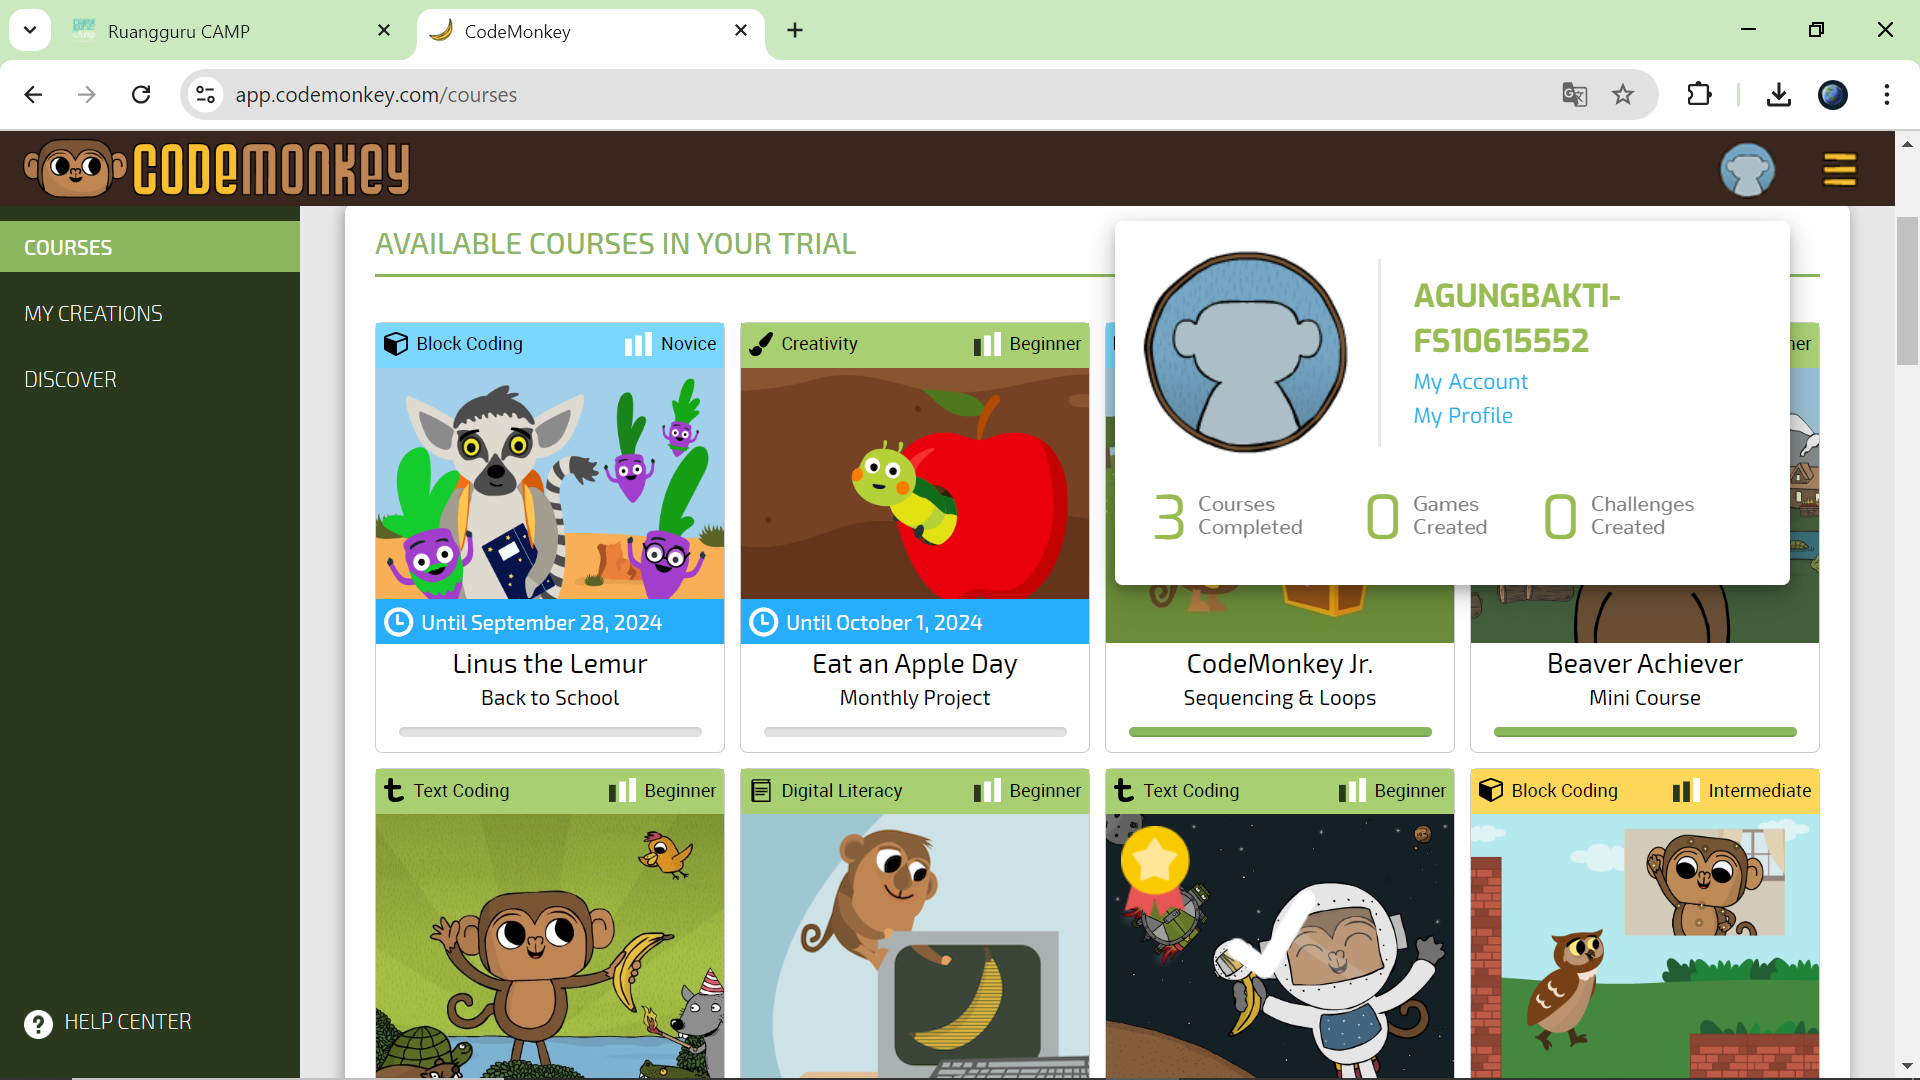 Ruangguru CAMP
CodeMonkey
app.codemonkey.com/courses
CODEMONKEY
COURSES
MY CREATIONS
DISCOVER
HELP CENTER
AVAILABLE COURSES IN YOUR TRIAL
AGUNGBAKTI-
FS10615552
My Account
My Profile
3 Courses Completed
0 Games Created
0 Challenges Created
Block Coding Novice
Until September 28, 2024
Linus the Lemur
Back to School
Creativity Beginner
Until October 1, 2024
Eat an Apple Day
Monthly Project
CodeMonkey Jr.
Sequencing & Loops
Beaver Achiever
Mini Course
Text Coding Beginner
Digital Literacy Beginner
Text Coding Beginner
Block Coding Intermediate